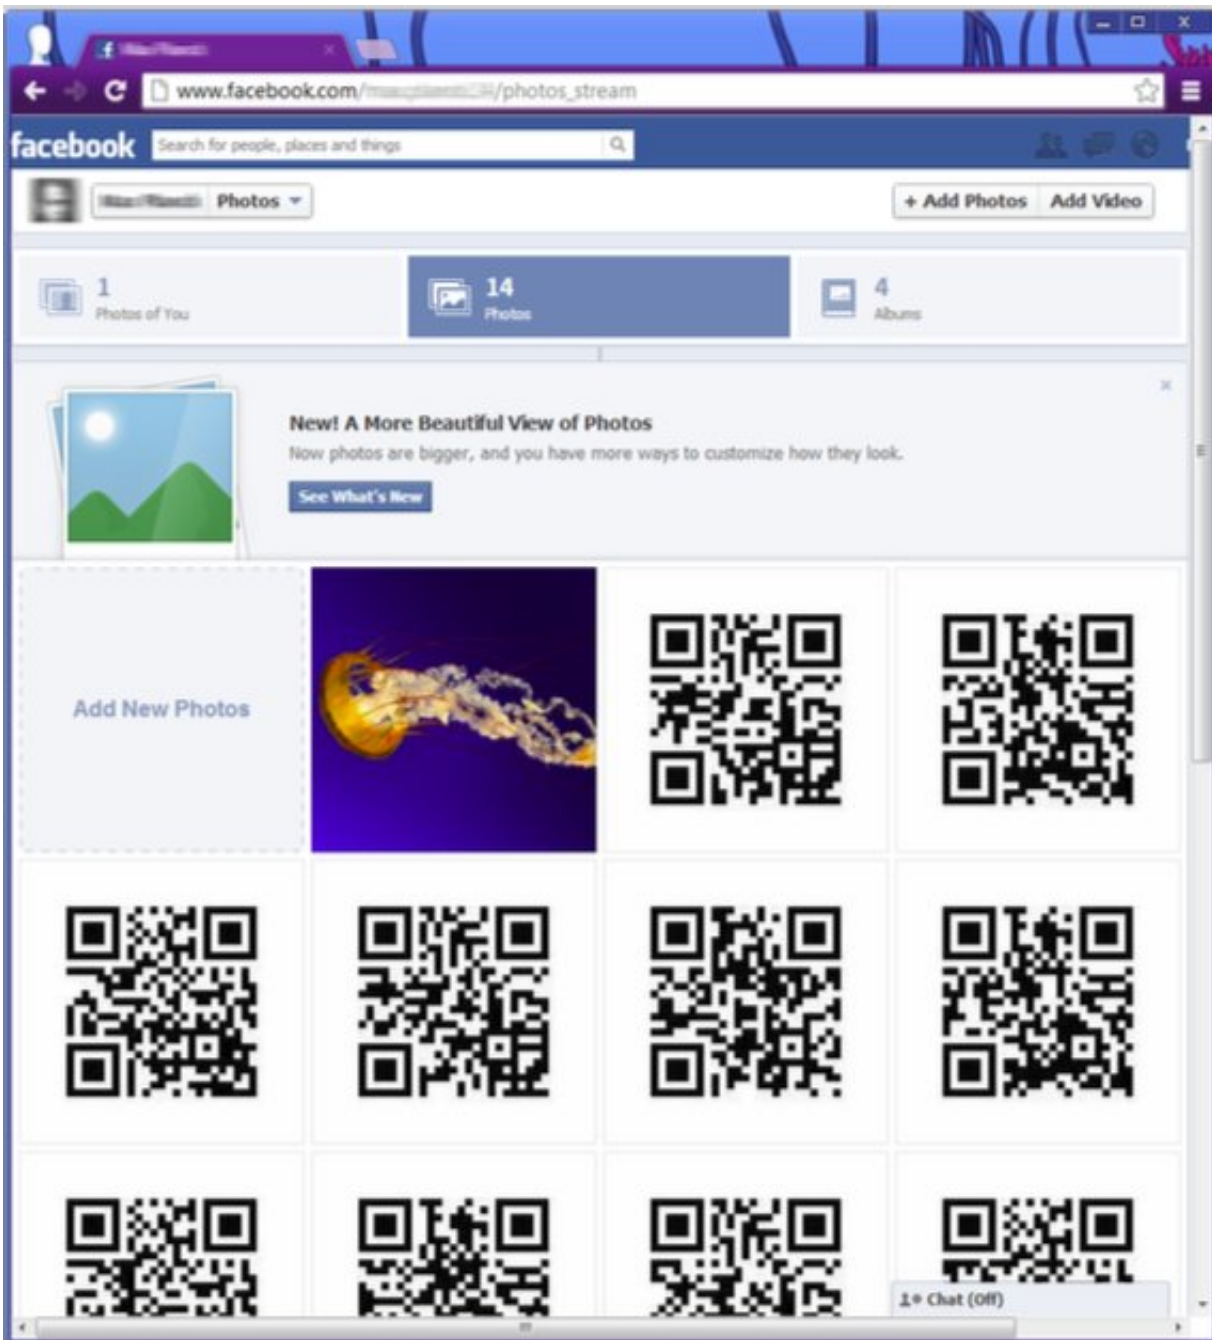 www.facebook.com/ /photos_stream
facebook
Search for people, places and things
Photos
+ Add Photos Add Video
1
Photos of You
14
Photos
4
Albums
New! A More Beautiful View of Photos
Now photos are bigger, and you have more ways to customize how they look.
See What's New
Add New Photos
Chat (Off)